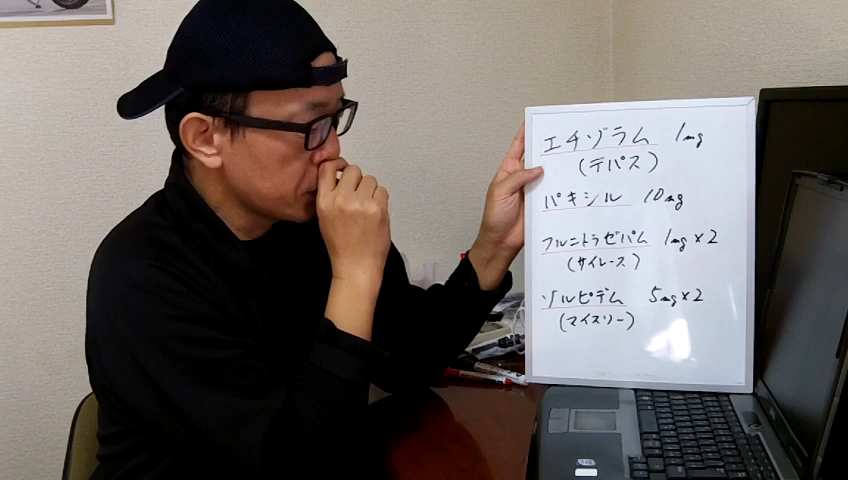 エチゾラム 1mg
(デパス)
パキシル 10mg
フルニトラゼパム 1mg×2
(サイレース)
ゾルピデム 5mg×2
(マイスリー)